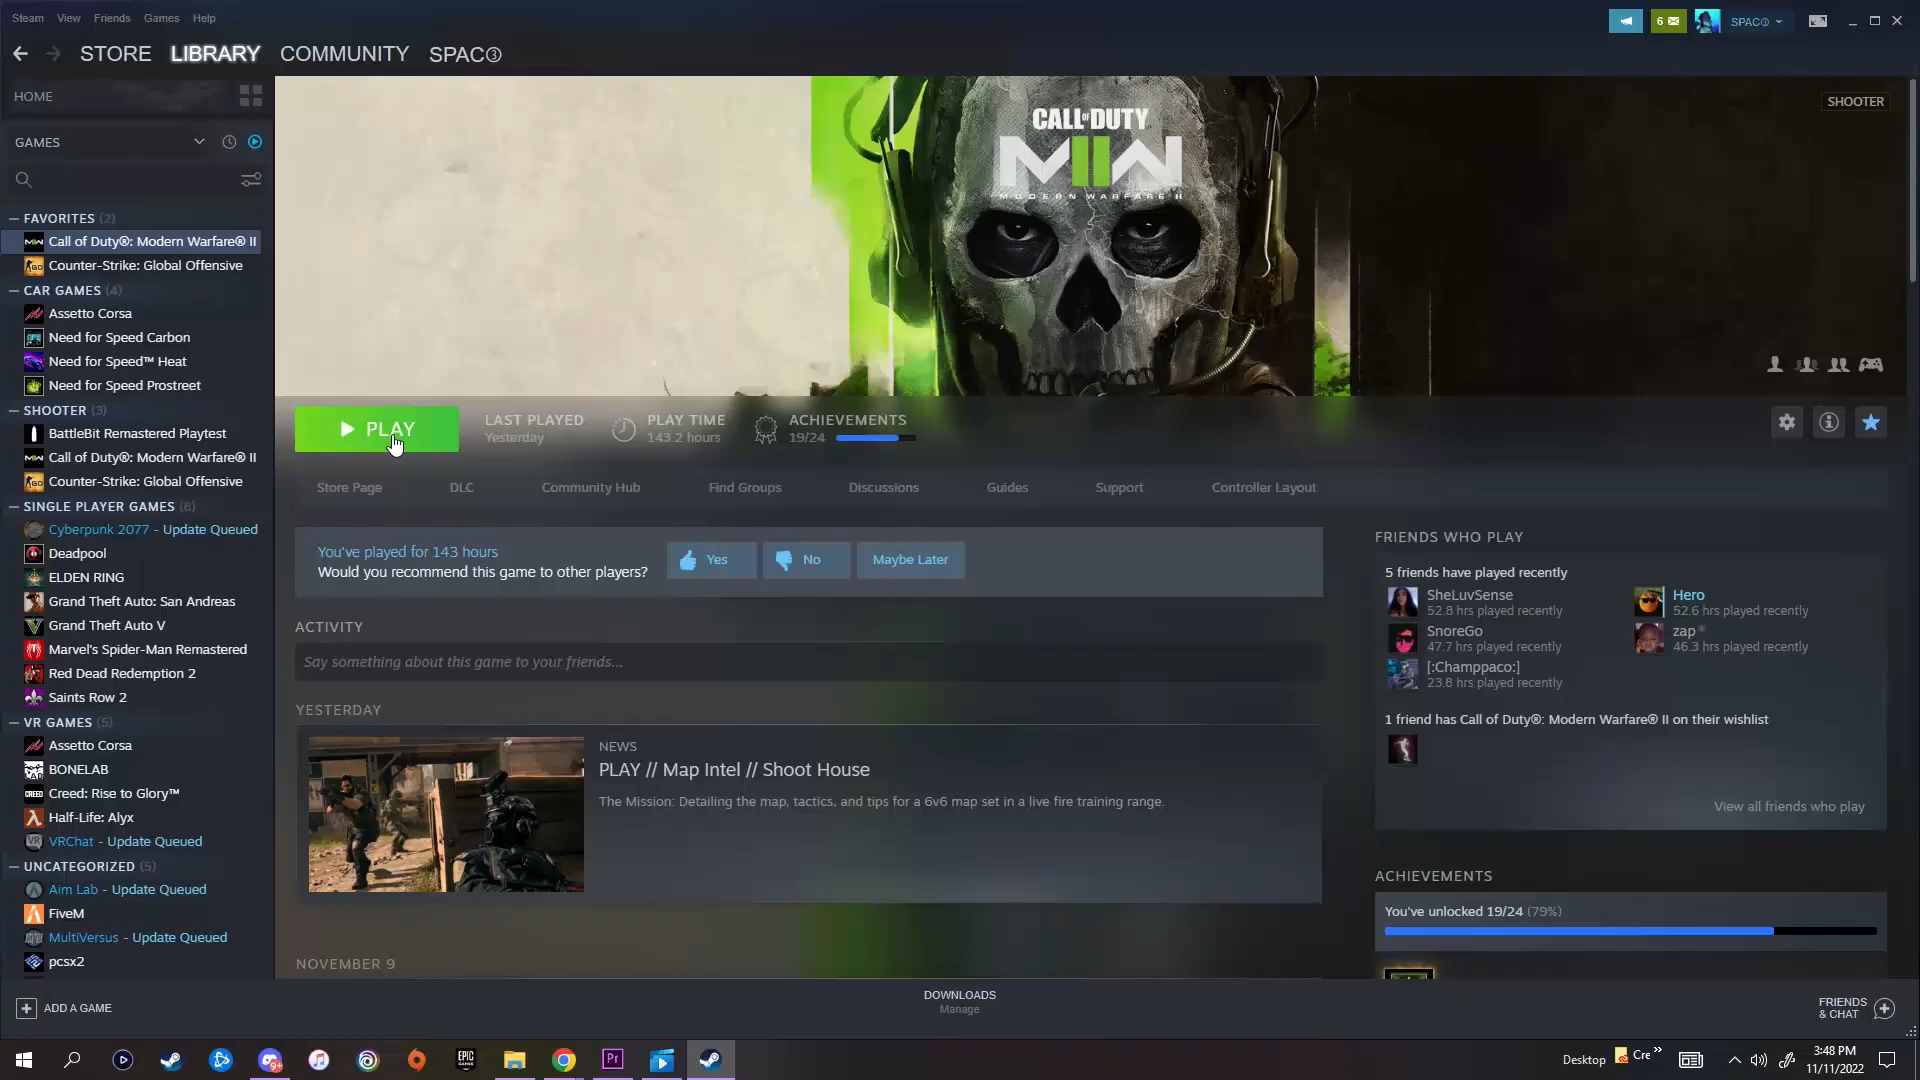 Steam View Friends Games Help
6
SPAC③
STORE LIBRARY COMMUNITY SPAC③
HOME
GAMES
FAVORITES (2)
Call of Duty®: Modern Warfare® II
Counter-Strike: Global Offensive
CAR GAMES (4)
Assetto Corsa
Need for Speed Carbon
Need for Speed™ Heat
Need for Speed Prostreet
SHOOTER (3)
BattleBit Remastered Playtest
Call of Duty®: Modern Warfare® II
Counter-Strike: Global Offensive
SINGLE PLAYER GAMES (8)
Cyberpunk 2077 - Update Queued
Deadpool
ELDEN RING
Grand Theft Auto: San Andreas
Grand Theft Auto V
Marvel's Spider-Man Remastered
Red Dead Redemption 2
Saints Row 2
VR GAMES (5)
Assetto Corsa
BONELAB
Creed: Rise to Glory™
Half-Life: Alyx
VRChat - Update Queued
UNCATEGORIZED (5)
Aim Lab - Update Queued
FiveM
MultiVersus - Update Queued
pcsx2
ADD A GAME
CALL OF DUTY
MWII
MODERN WARFARE II
SHOOTER
PLAY
LAST PLAYED
Yesterday
PLAY TIME
143.2 hours
ACHIEVEMENTS
19/24
Store Page DLC Community Hub Find Groups Discussions Guides Support Controller Layout
You've played for 143 hours
Would you recommend this game to other players?
Yes No Maybe Later
ACTIVITY
Say something about this game to your friends...
YESTERDAY
NEWS
PLAY // Map Intel // Shoot House
The Mission: Detailing the map, tactics, and tips for a 6v6 map set in a live fire training range.
NOVEMBER 9
FRIENDS WHO PLAY
5 friends have played recently
SheLuvSense
52.8 hrs played recently
Hero
52.6 hrs played recently
SnoreGo
47.7 hrs played recently
zap*
46.3 hrs played recently
[:Champpaco:]
23.8 hrs played recently
1 friend has Call of Duty®: Modern Warfare® II on their wishlist
View all friends who play
ACHIEVEMENTS
You've unlocked 19/24 (79%)
DOWNLOADS
Manage
FRIENDS
& CHAT
9+
EPIC
GAMES
Pr
Desktop
Cre
»
3:48 PM
11/11/2022